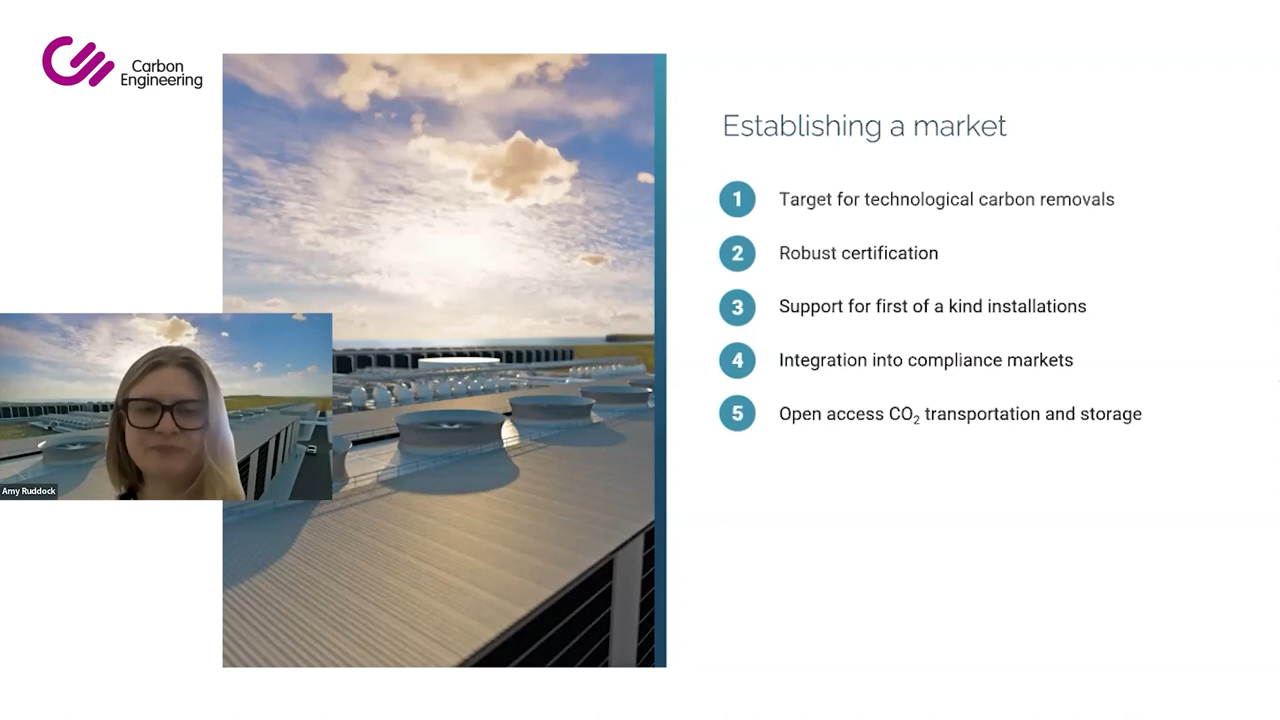 Carbon
Engineering
Establishing a market
1 Target for technological carbon removals
2 Robust certification
3 Support for first of a kind installations
4 Integration into compliance markets
5 Open access CO₂ transportation and storage
Amy Ruddock